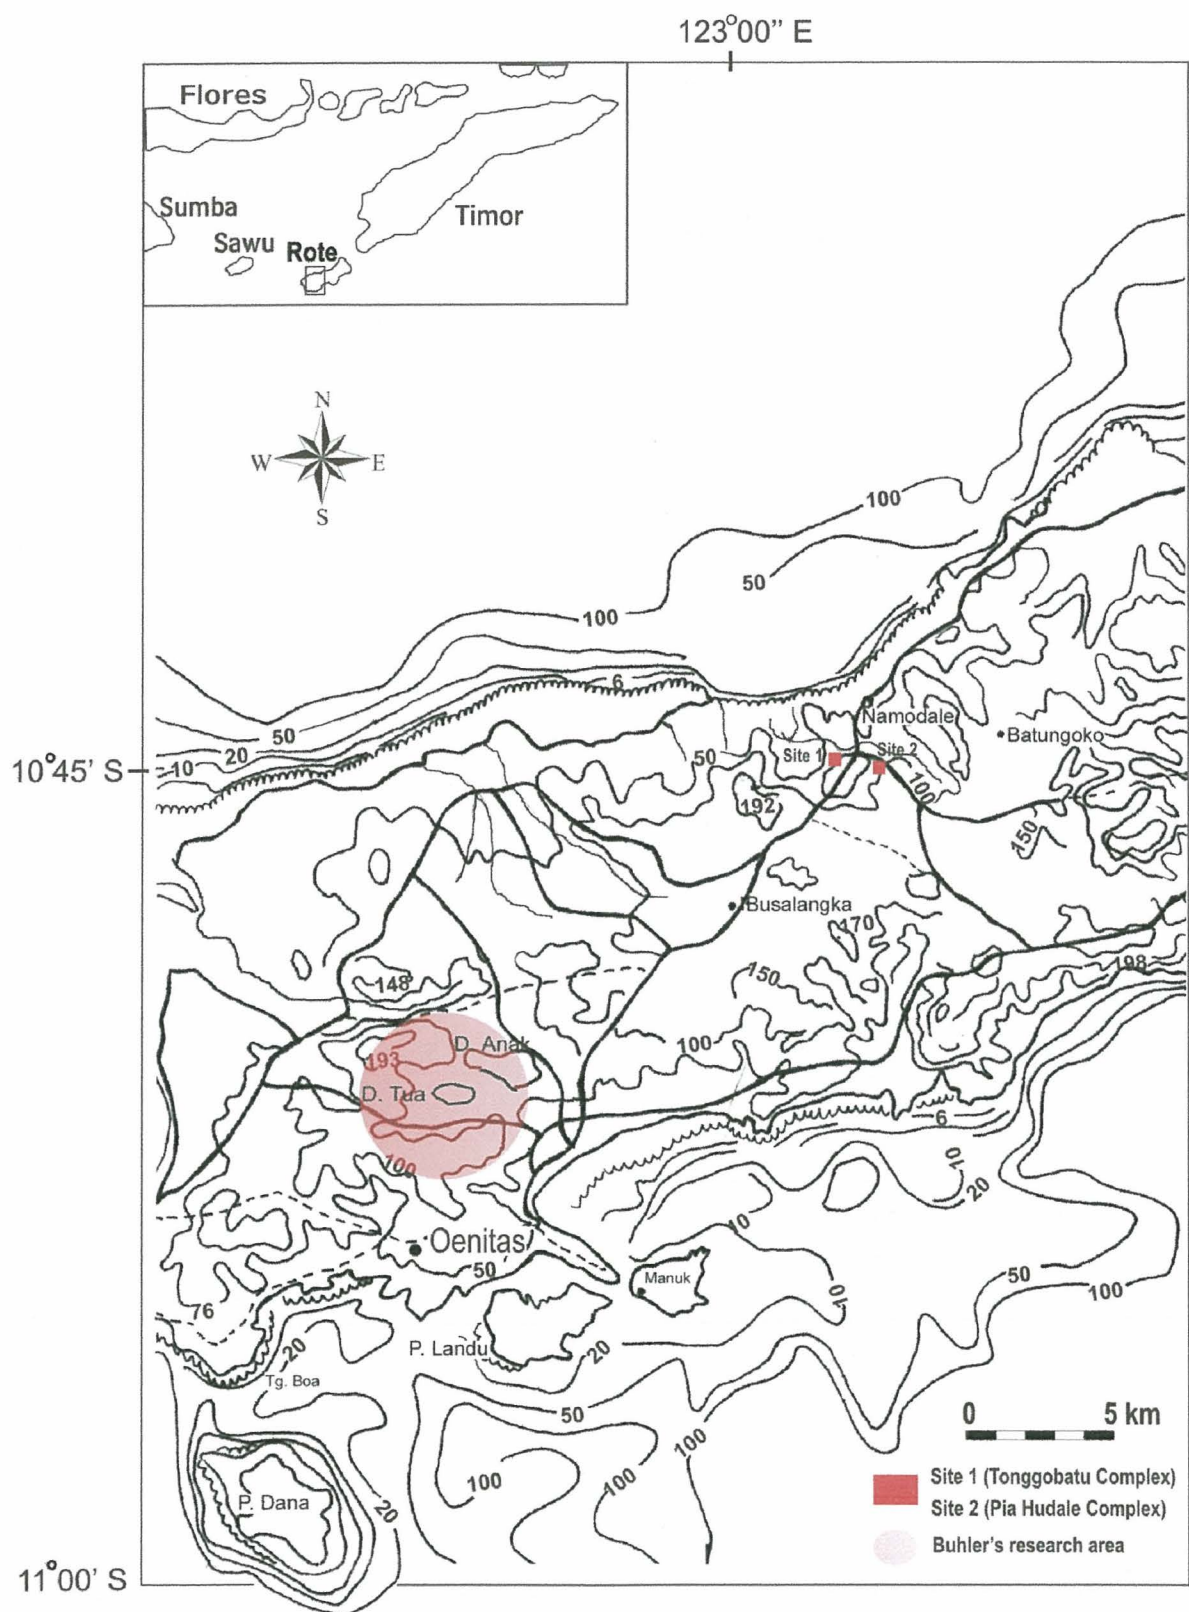 123°00" E
Flores
Sumba
Timor
Sawu
Rote
N
W
E
S
100
50
100
6
Namodale
Batungoko
50
20
10
10°45' S
50
Site 1
Site 2
100
192
150
Busalangka
170
198
148
150
100
D. Anak
193
D. Tua
6
100
10
20
10
Oenitas
50
50
Manuk
100
10
76
20
P. Landu
20
Tg. Boa
50
100
0
5 km
100
100
Site 1 (Tonggobatu Complex)
P. Dana
20
Site 2 (Pia Hudale Complex)
Buhler's research area
11°00' S